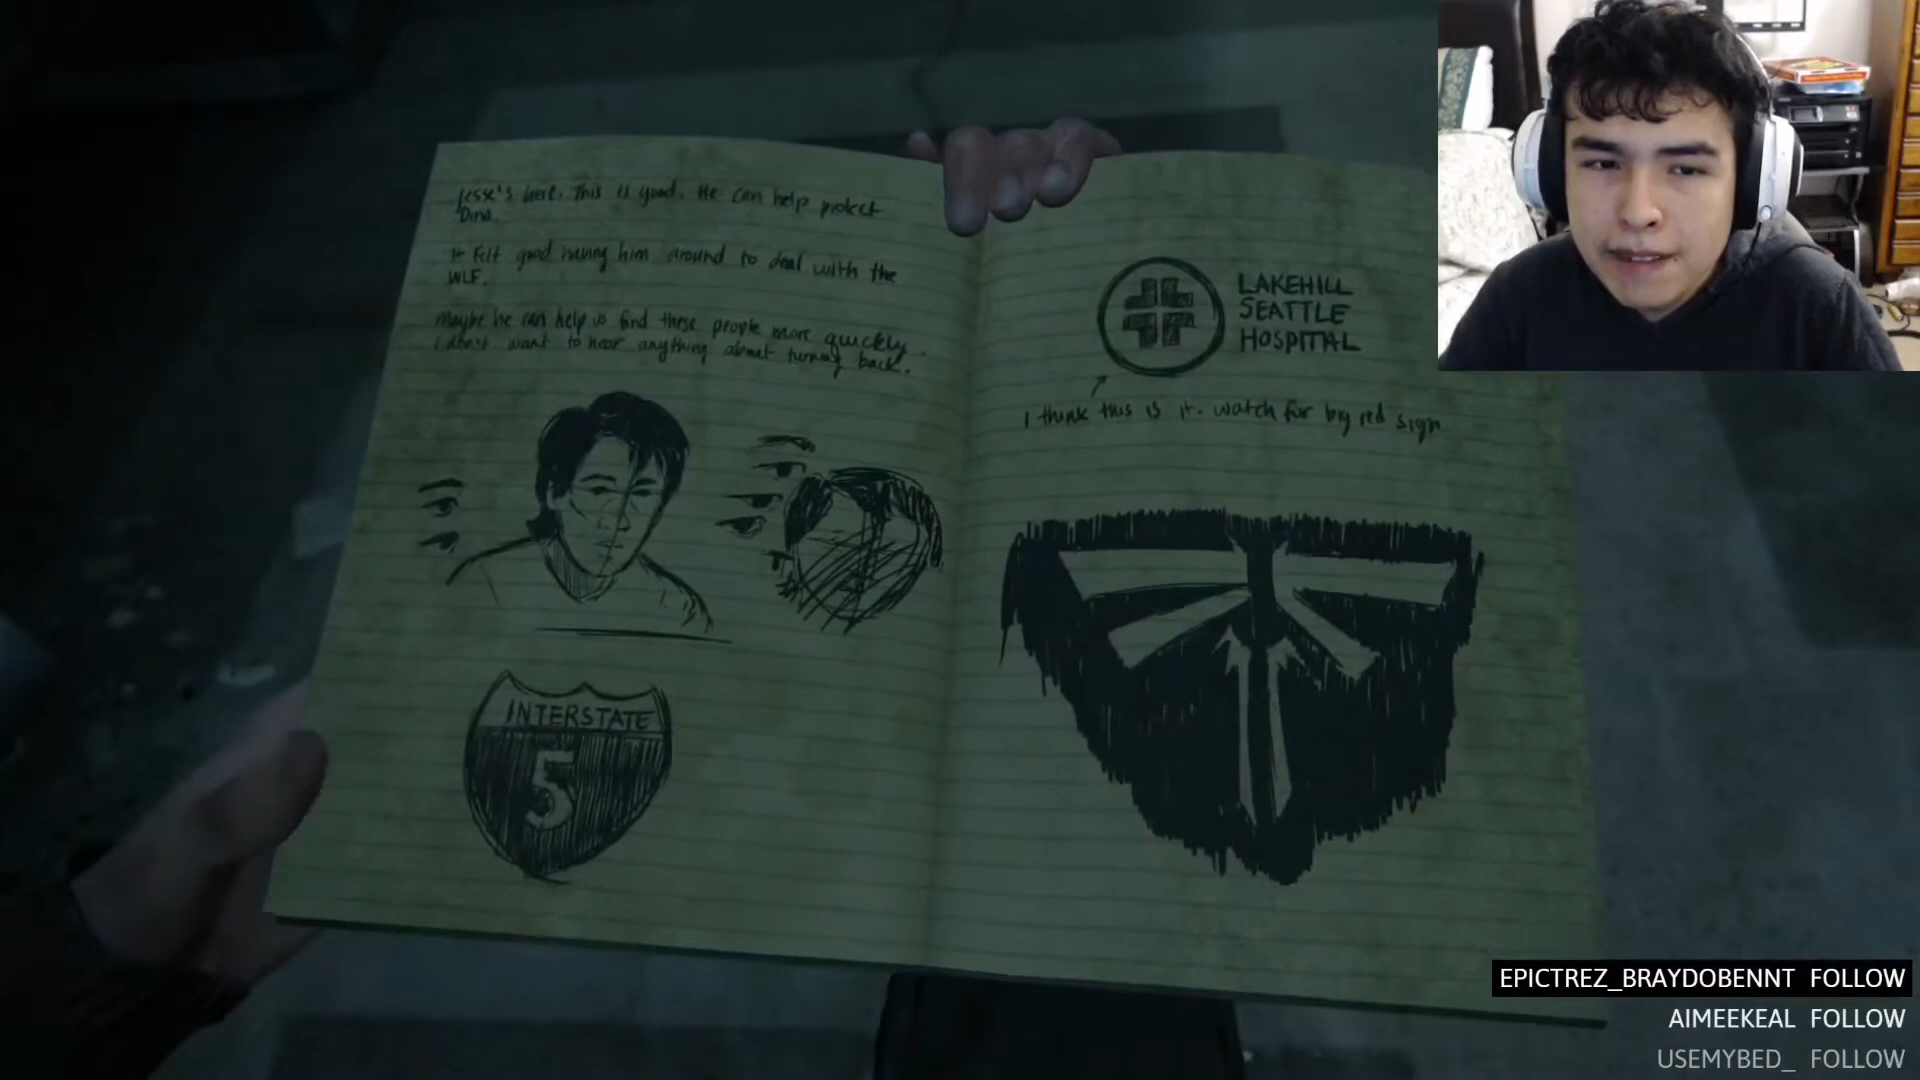 Jesse's here. This is good. He can help protect
Dina.
It felt good having him around to deal with the
WLF.
Maybe he can help us find these people more quickly.
I don't want to hear anything about turning back.
INTERSTATE
5
LAKEHILL
SEATTLE
HOSPITAL
I think this is it. watch for big red sign
EPICTREZ_BRAYDOBENNT FOLLOW
AIMEEKEAL FOLLOW
USEMYBED_ FOLLOW